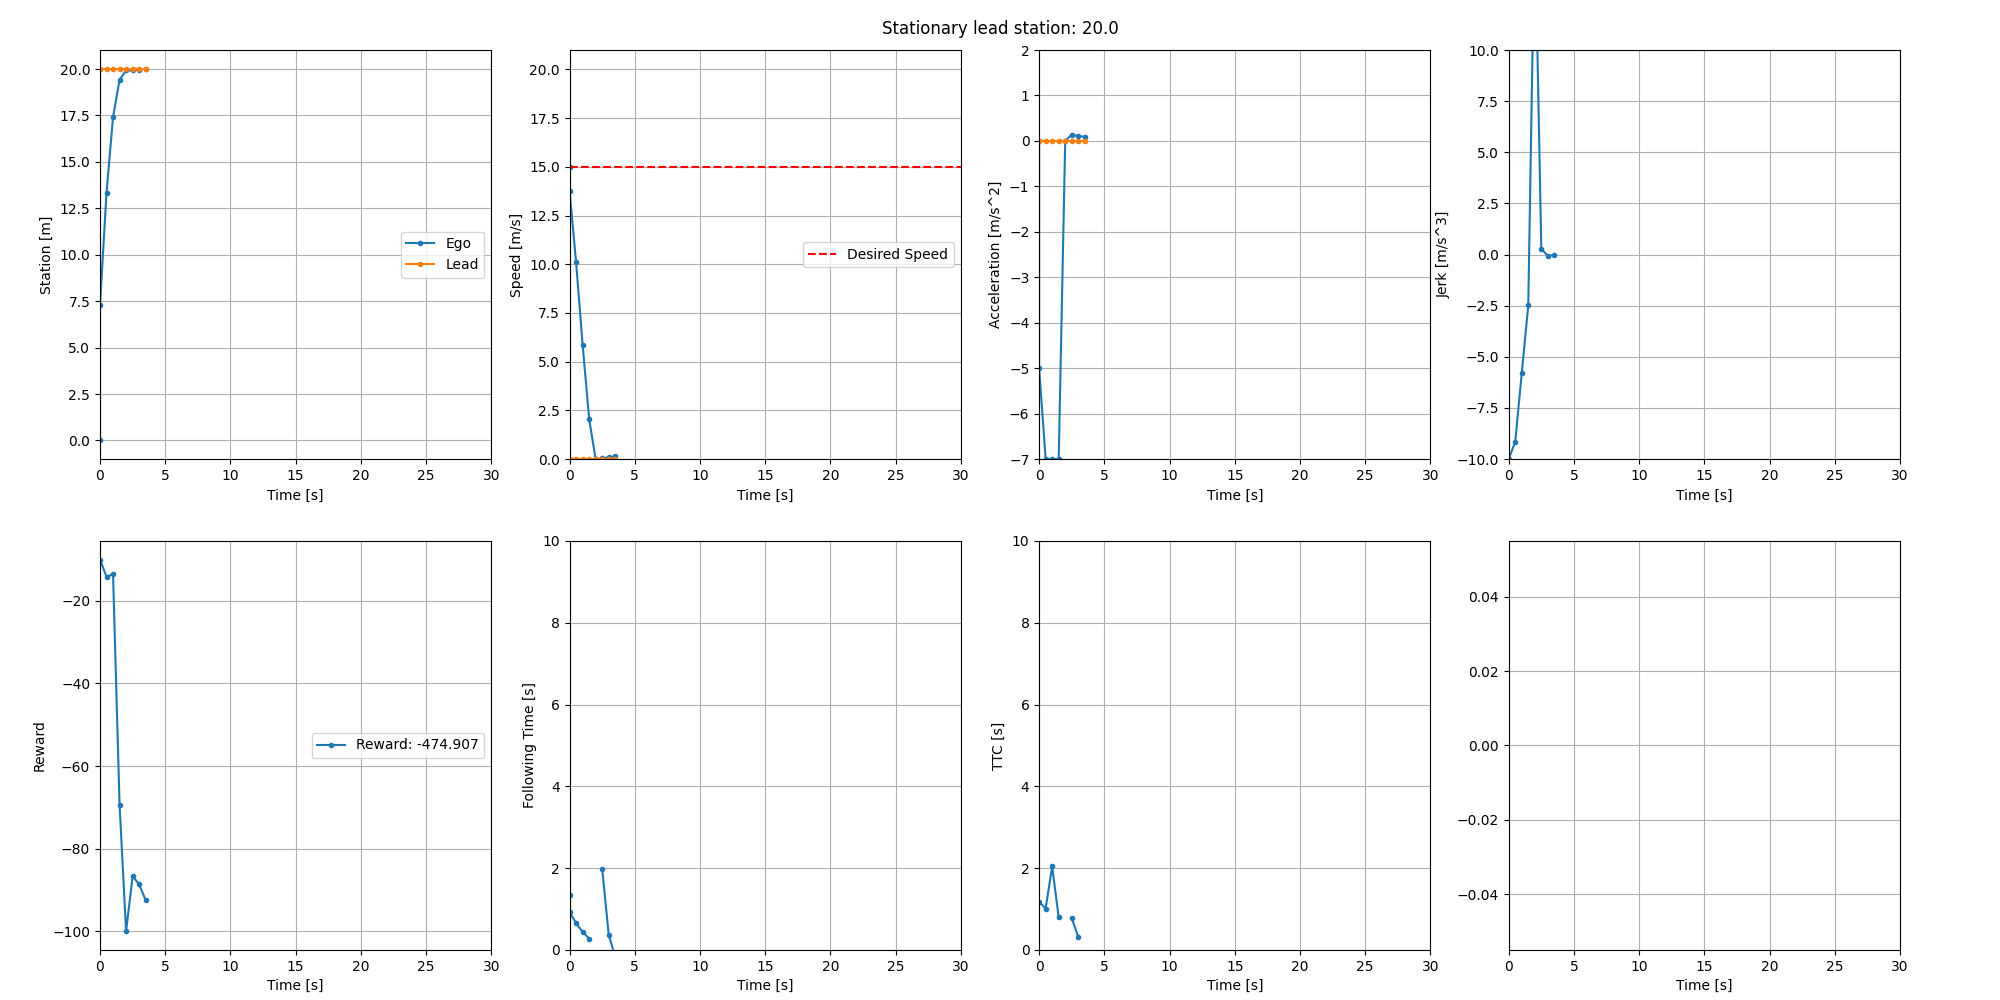 Stationary lead station: 20.0
20.0
17.5
15.0
12.5
10.0
7.5
5.0
2.5
0.0
Station [m]
Ego
Lead
0 5 10 15 20 25 30
Time [s]
20.0
17.5
15.0
12.5
10.0
7.5
5.0
2.5
0.0
Speed [m/s]
Desired Speed
0 5 10 15 20 25 30
Time [s]
2
1
0
−1
−2
−3
−4
−5
−6
−7
Acceleration [m/s^2]
0 5 10 15 20 25 30
Time [s]
10.0
7.5
5.0
2.5
0.0
−2.5
−5.0
−7.5
−10.0
Jerk [m/s^3]
0 5 10 15 20 25 30
Time [s]
−20
−40
−60
−80
−100
Reward
Reward: -474.907
0 5 10 15 20 25 30
Time [s]
10
8
6
4
2
0
Following Time [s]
0 5 10 15 20 25 30
Time [s]
10
8
6
4
2
0
TTC [s]
0 5 10 15 20 25 30
Time [s]
0.04
0.02
0.00
−0.02
−0.04
0 5 10 15 20 25 30
Time [s]